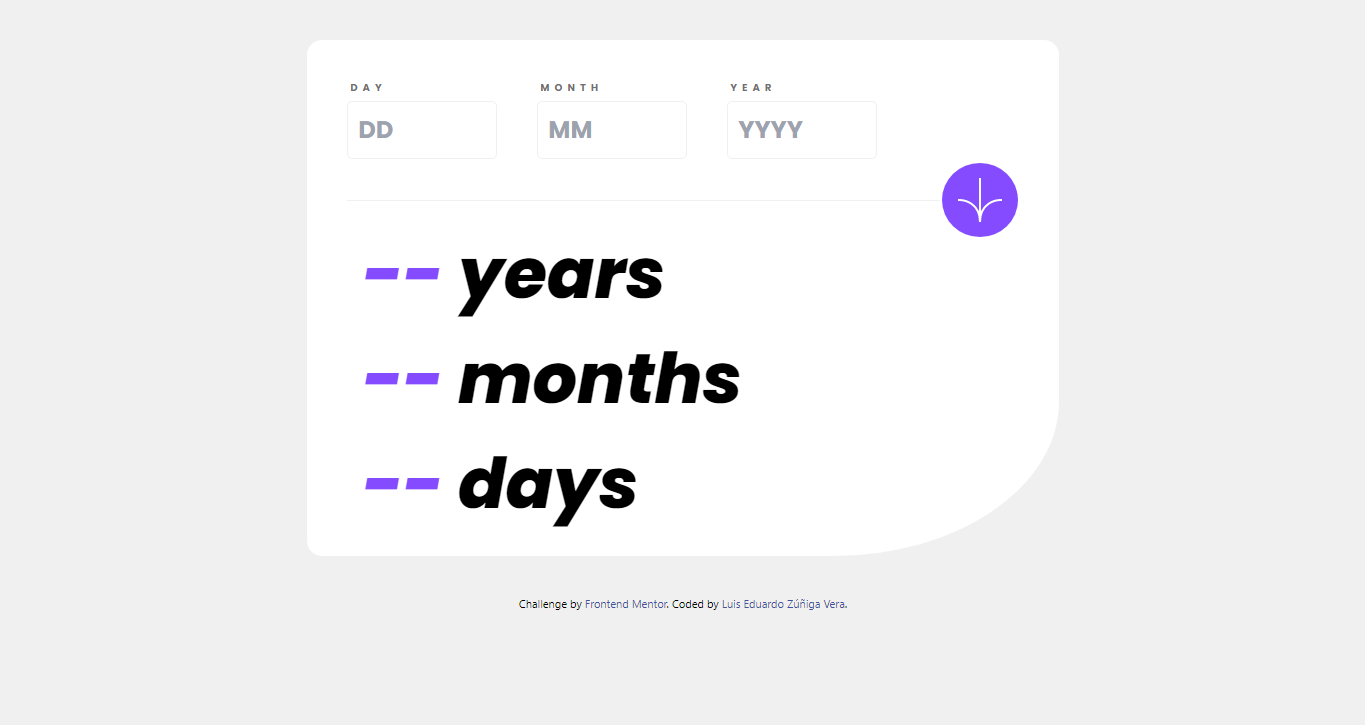 DAY MONTH YEAR
DD MM YYYY
-- years
-- months
-- days
Challenge by Frontend Mentor. Coded by Luis Eduardo Zúñiga Vera.